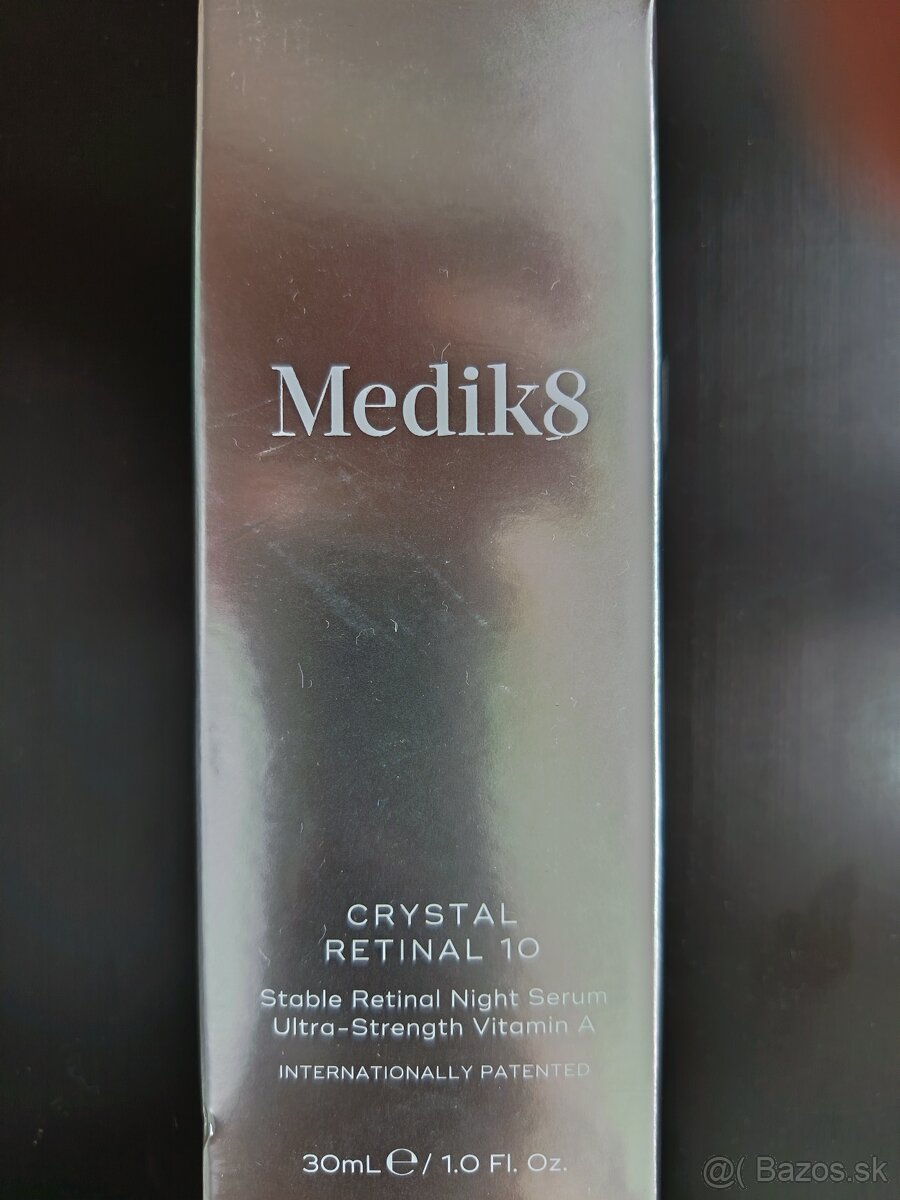 Medik8
CRYSTAL
RETINAL 10
Stable Retinal Night Serum
Ultra-Strength Vitamin A
INTERNATIONALLY PATENTED
30mL ℮ / 1.0 Fl. Oz.
@( Bazos.sk